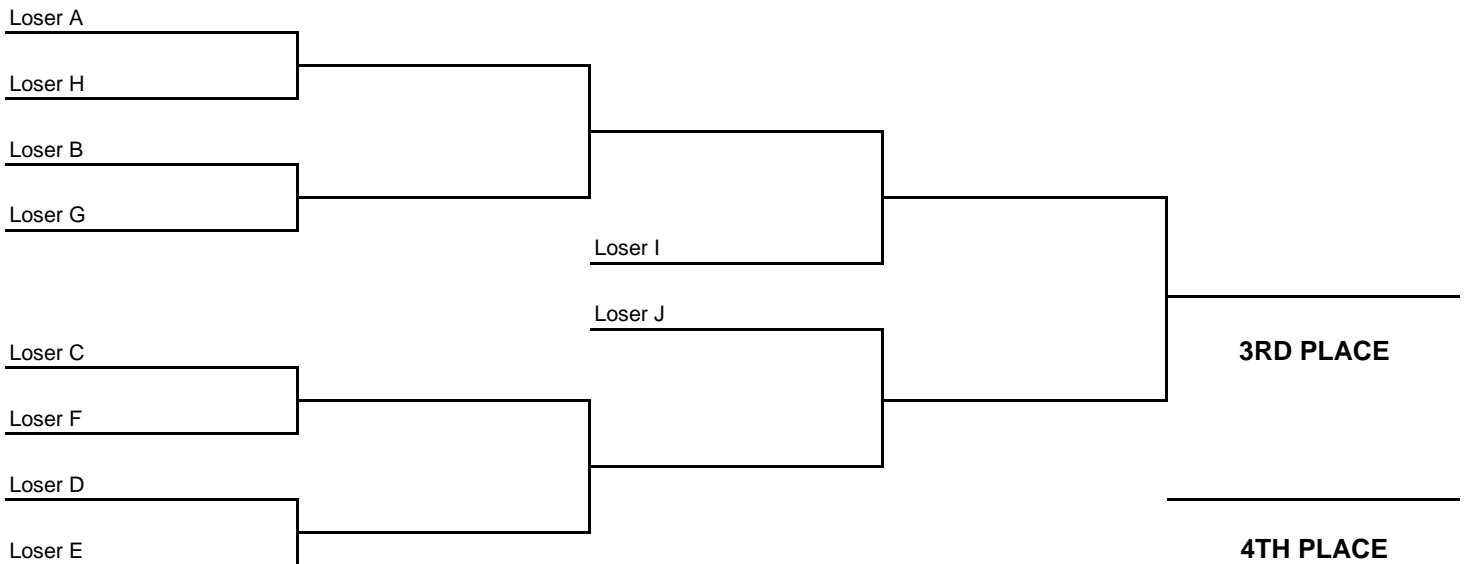 Loser A
Loser H
Loser B
Loser G
Loser I
Loser J
Loser C
3RD PLACE
Loser F
Loser D
Loser E
4TH PLACE